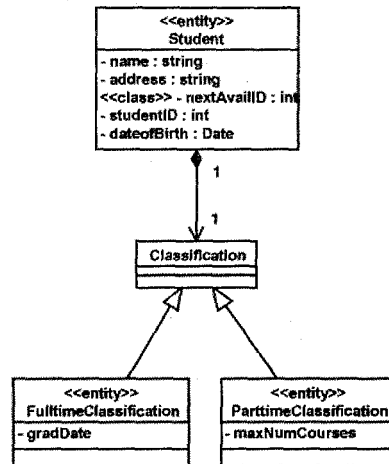 <<entity>>
Student
- name : string
- address : string
<<class>> - nextAvailID : int
- studentID : int
- dateofBirth : Date
1
1
Classification
<<entity>>
FulltimeClassification
- gradDate
<<entity>>
ParttimeClassification
- maxNumCourses